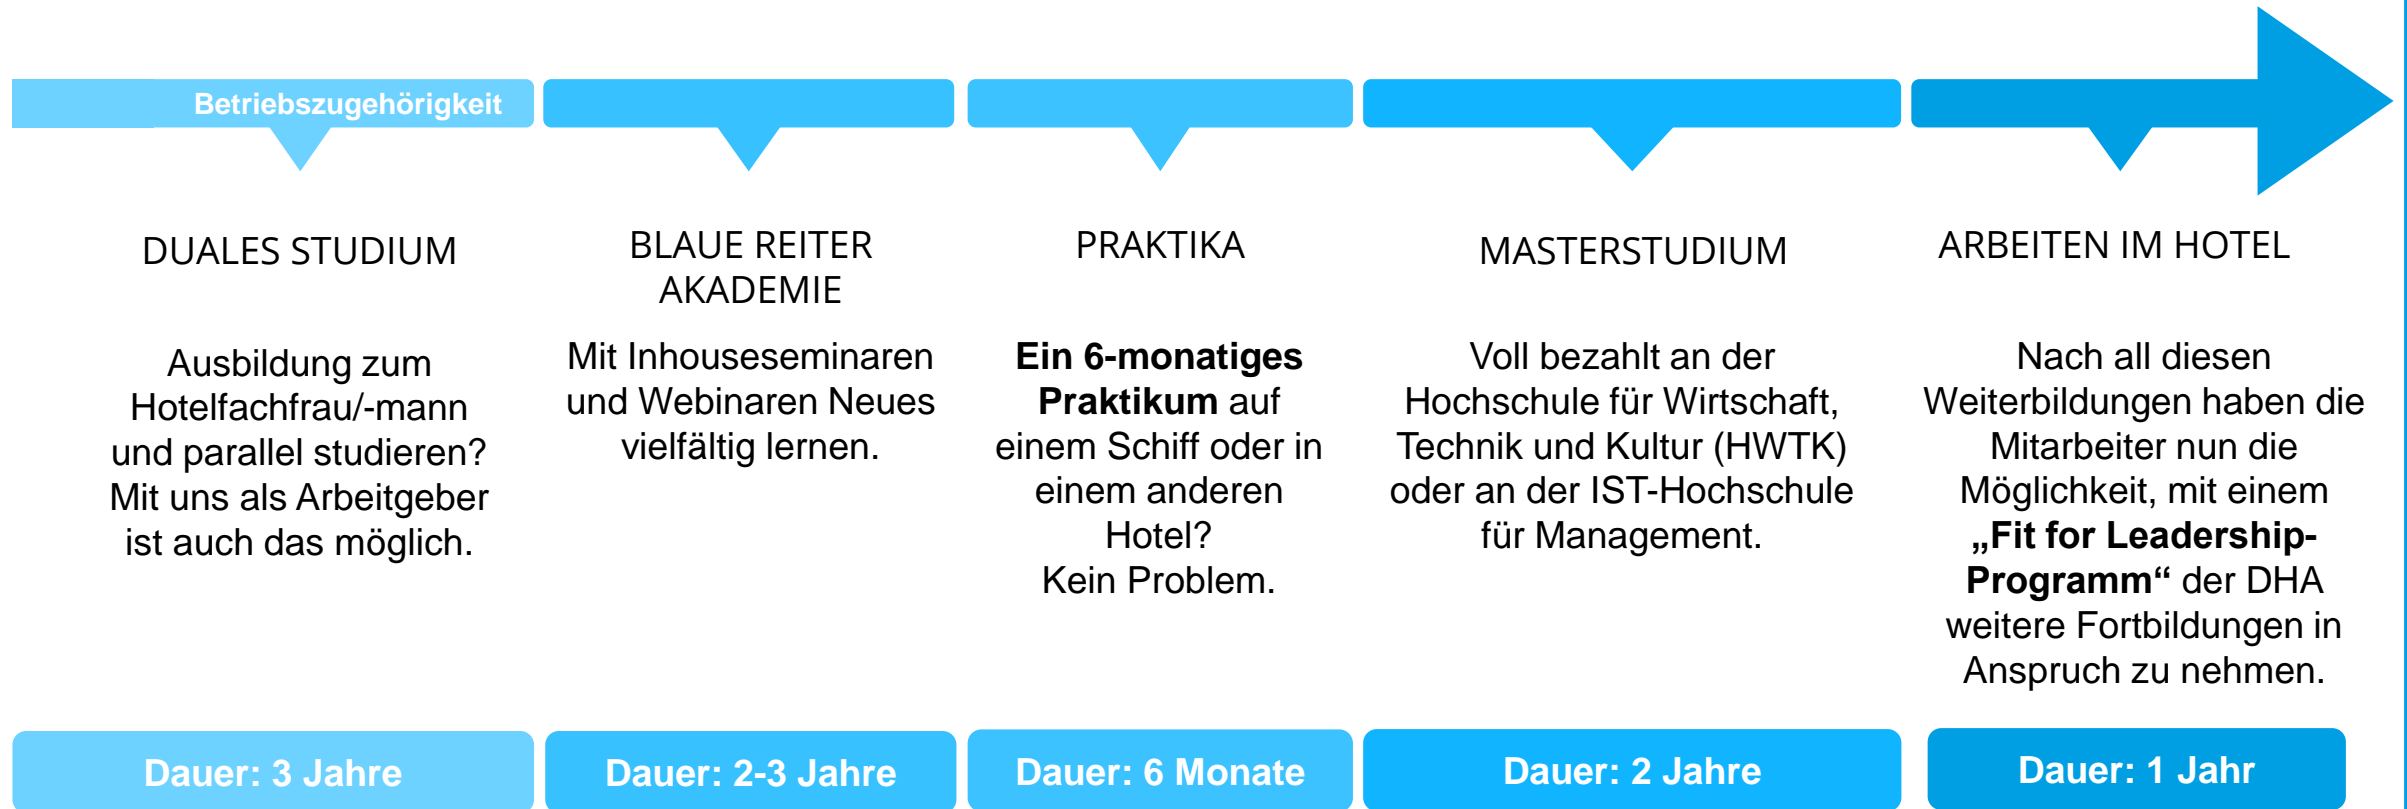 Betriebszugehörigkeit
DUALES STUDIUM
Ausbildung zum
Hotelfachfrau/-mann
und parallel studieren?
Mit uns als Arbeitgeber
ist auch das möglich.
Dauer: 3 Jahre
BLAUE REITER
AKADEMIE
Mit Inhouseseminaren
und Webinaren Neues
vielfältig lernen.
Dauer: 2-3 Jahre
PRAKTIKA
Ein 6-monatiges
Praktikum auf
einem Schiff oder in
einem anderen
Hotel?
Kein Problem.
Dauer: 6 Monate
MASTERSTUDIUM
Voll bezahlt an der
Hochschule für Wirtschaft,
Technik und Kultur (HWTK)
oder an der IST-Hochschule
für Management.
Dauer: 2 Jahre
ARBEITEN IM HOTEL
Nach all diesen
Weiterbildungen haben die
Mitarbeiter nun die
Möglichkeit, mit einem
„Fit for Leadership-
Programm“ der DHA
weitere Fortbildungen in
Anspruch zu nehmen.
Dauer: 1 Jahr